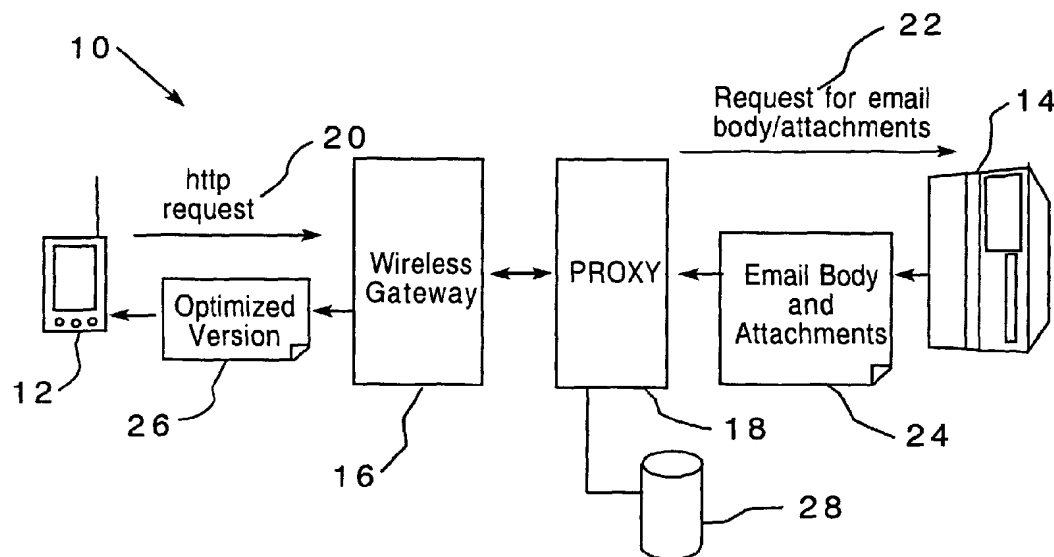 10
22
Request for email
body/attachments
14
20
http
request
Wireless
Gateway
PROXY
Email Body
and
Attachments
Optimized
Version
12
26
16
18
24
28